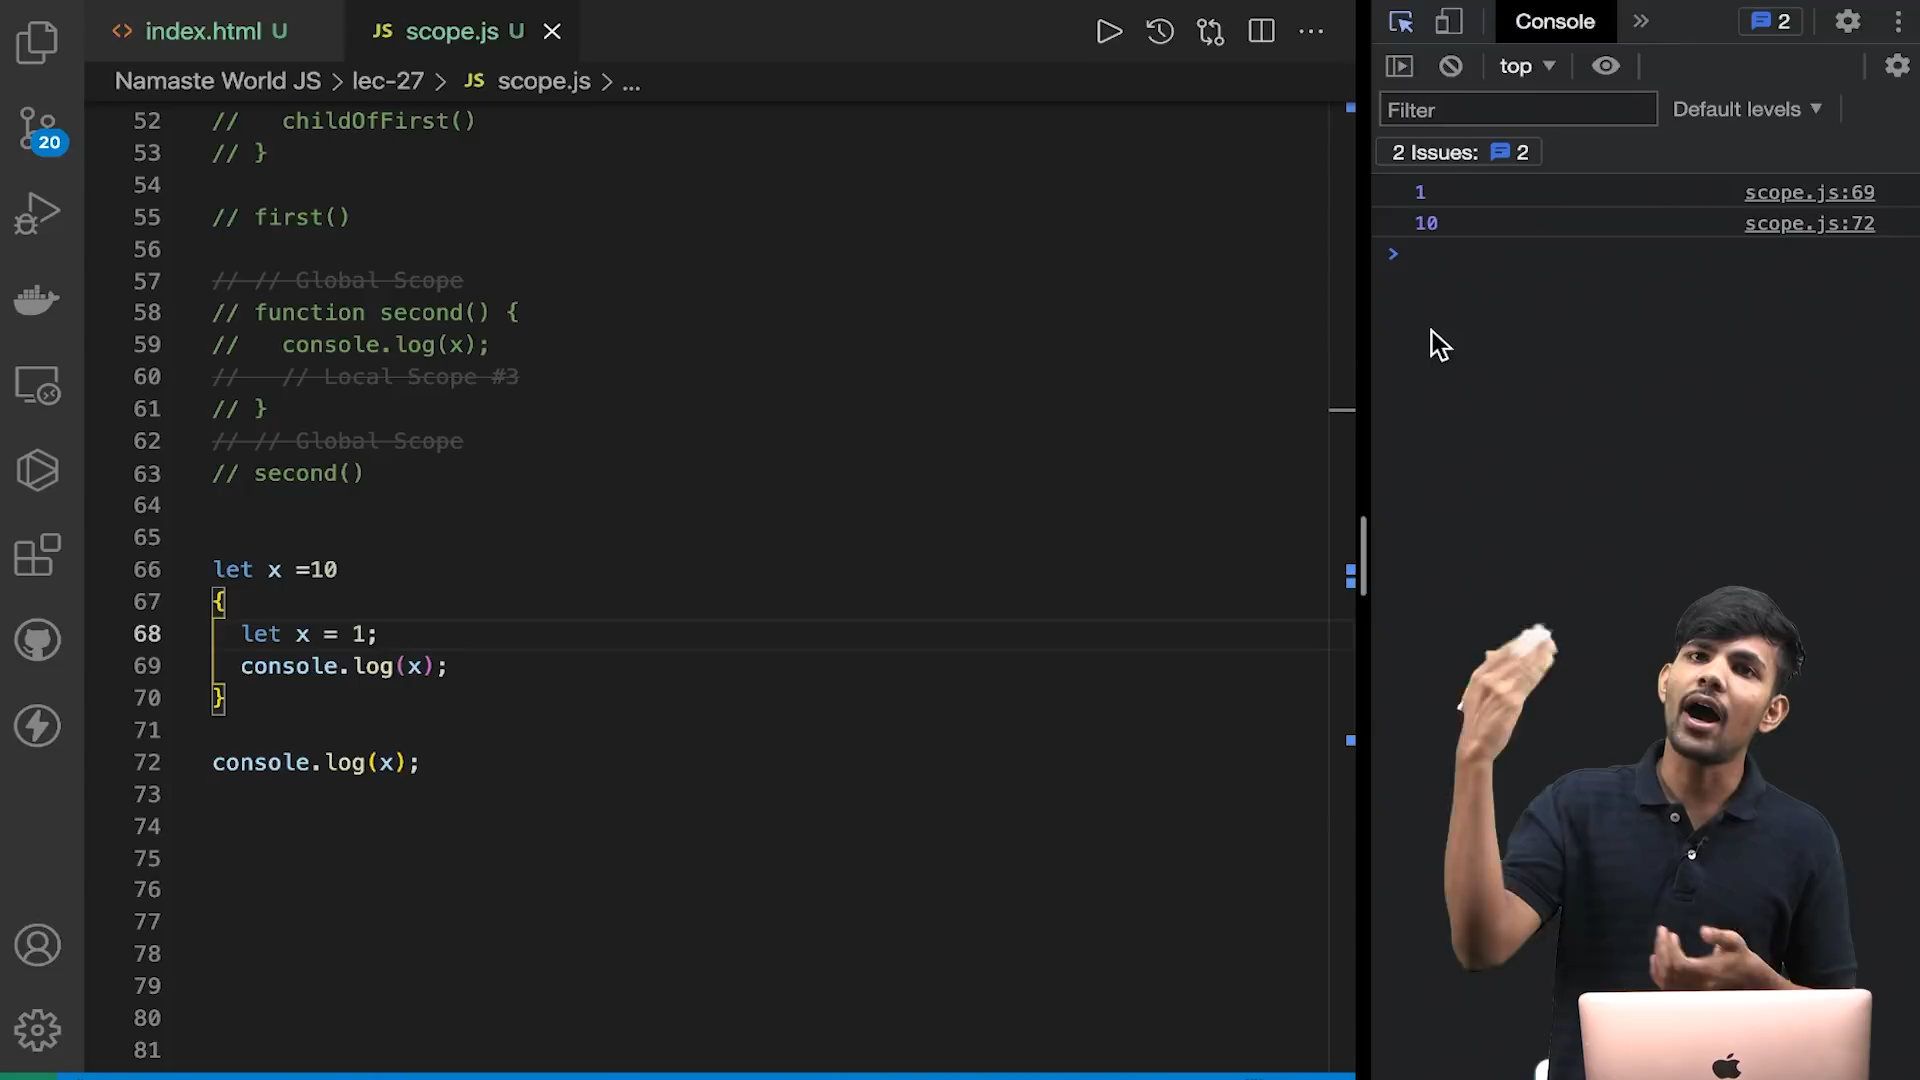 index.html U
JS scope.js U
Namaste World JS > lec-27 > JS scope.js > ...
20
52 //   childOfFirst()
53 // }
54
55 // first()
56
57 // // Global Scope
58 // function second() {
59 //   console.log(x);
60 //   // Local Scope #3
61 // }
62 // // Global Scope
63 // second()
64
65
66 let x =10
67 {
68   let x = 1;
69   console.log(x);
70 }
71
72 console.log(x);
73
74
75
76
77
78
79
80
81
Console
2
top
Filter
Default levels
2 Issues: 2
1 scope.js:69
10 scope.js:72